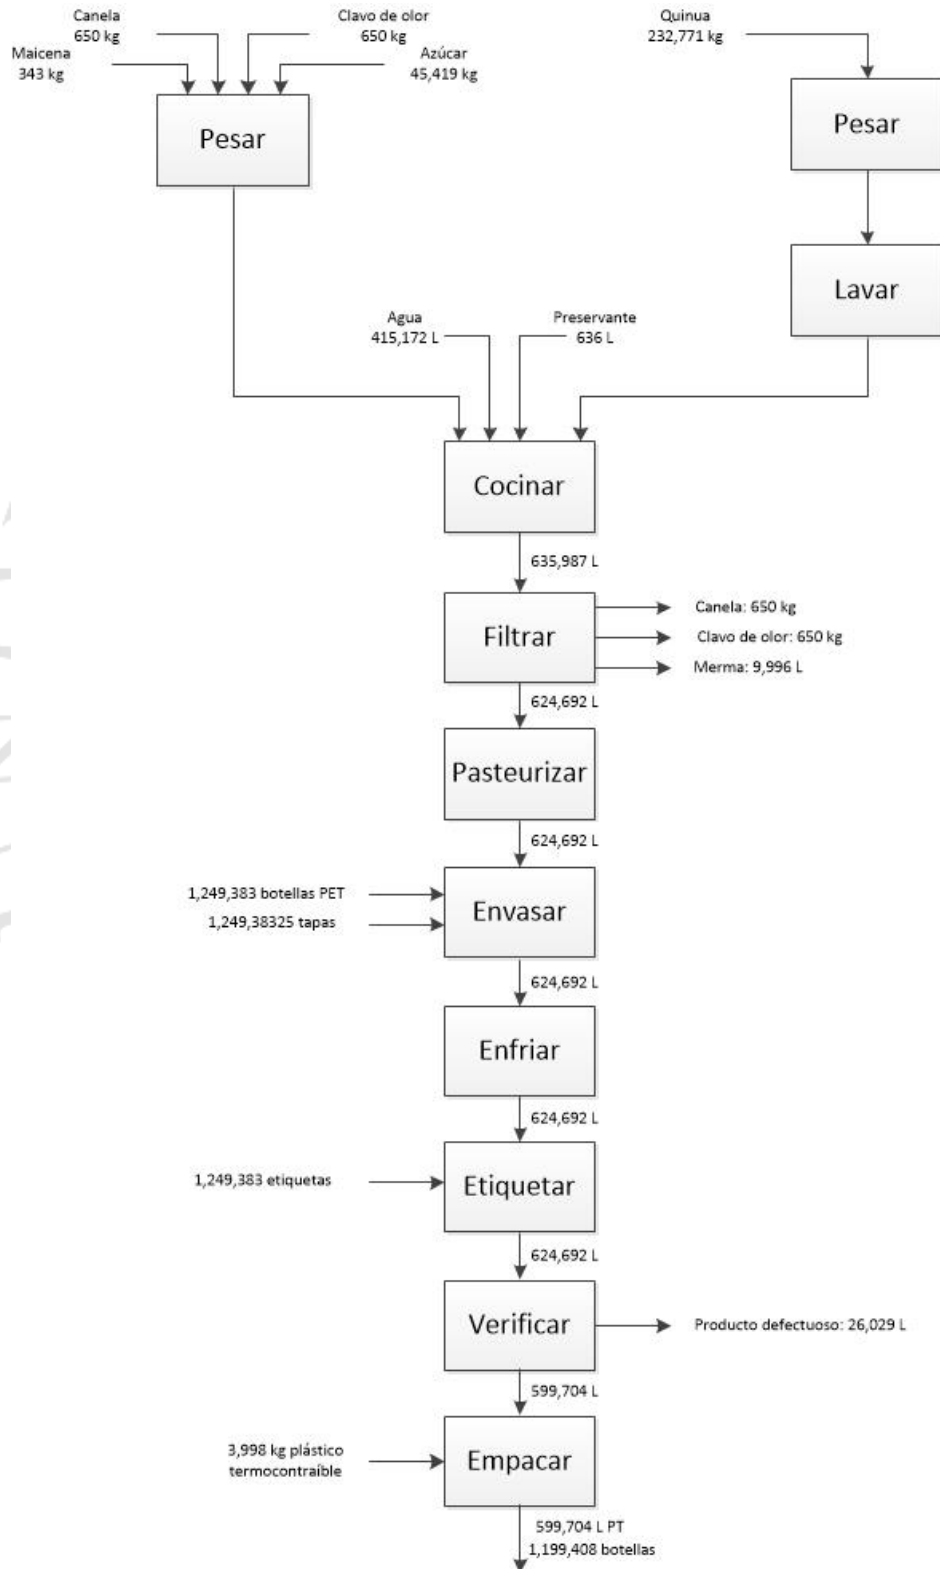 Canela
650 kg
Clavo de olor
650 kg
Quinua
232,771 kg
Maicena
343 kg
Azúcar
45,419 kg
Pesar
Pesar
Lavar
Agua
415,172 L
Preservante
636 L
Cocinar
635,987 L
Filtrar
Canela: 650 kg
Clavo de olor: 650 kg
Merma: 9,996 L
624,692 L
Pasteurizar
624,692 L
1,249,383 botellas PET
1,249,38325 tapas
Envasar
624,692 L
Enfriar
624,692 L
1,249,383 etiquetas
Etiquetar
624,692 L
Verificar
Producto defectuoso: 26,029 L
599,704 L
3,998 kg plástico
termocontraíble
Empacar
599,704 L PT
1,199,408 botellas